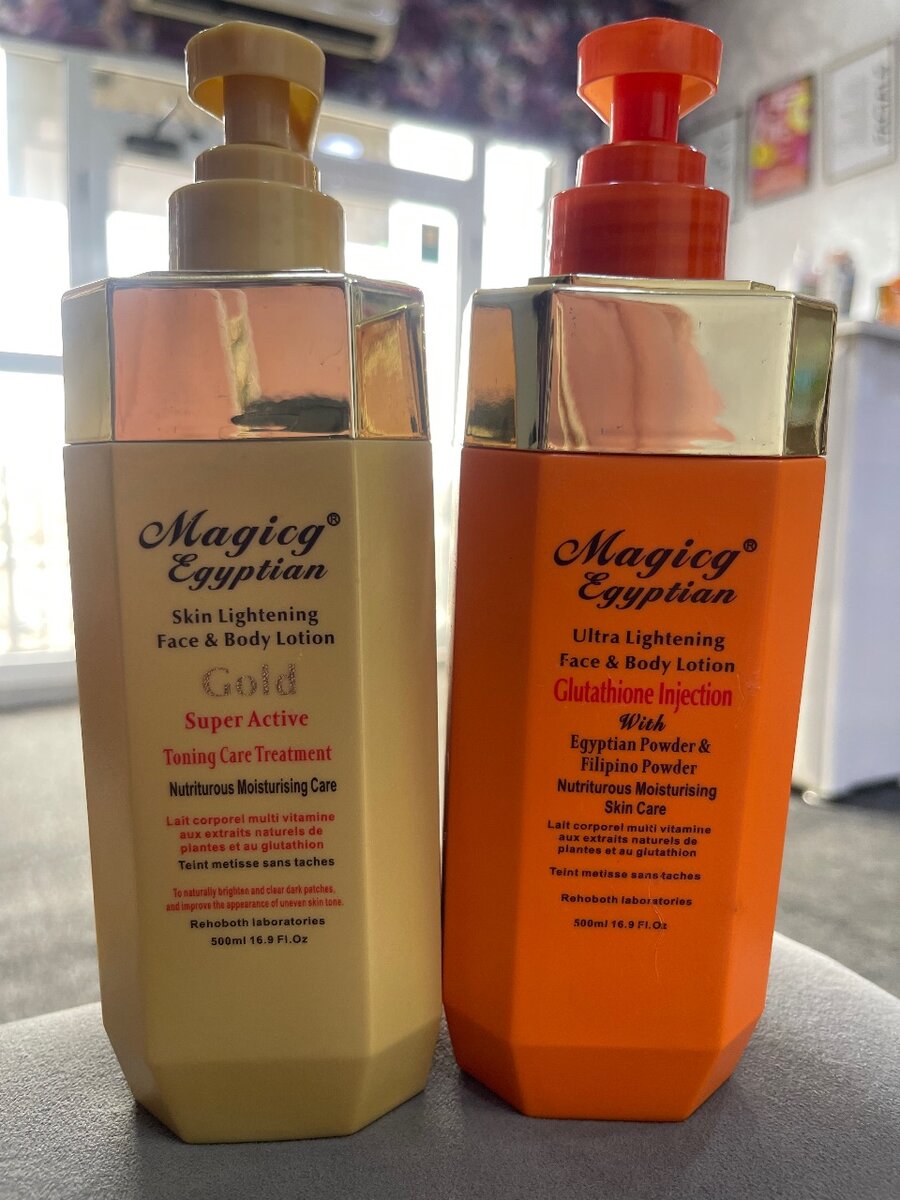 Magicg®
Egyptian
Skin Lightening
Face & Body Lotion
Gold
Super Active
Toning Care Treatment
Nutriturous Moisturising Care
Lait corporel multi vitamine
aux extraits naturels de
plantes et au glutathion
Teint metisse sans taches
To naturally brighten and clear dark patches,
and improve the appearance of uneven skin tone.
Rehoboth laboratories
500ml 16.9 Fl.Oz
Magicg®
Egyptian
Ultra Lightening
Face & Body Lotion
Glutathione Injection
With
Egyptian Powder &
Filipino Powder
Nutriturous Moisturising
Skin Care
Lait corporel multi vitamine
aux extraits naturels de
plantes et au glutathion
Teint metisse sans taches
Rehoboth laboratories
500ml 16.9 Fl.Oz